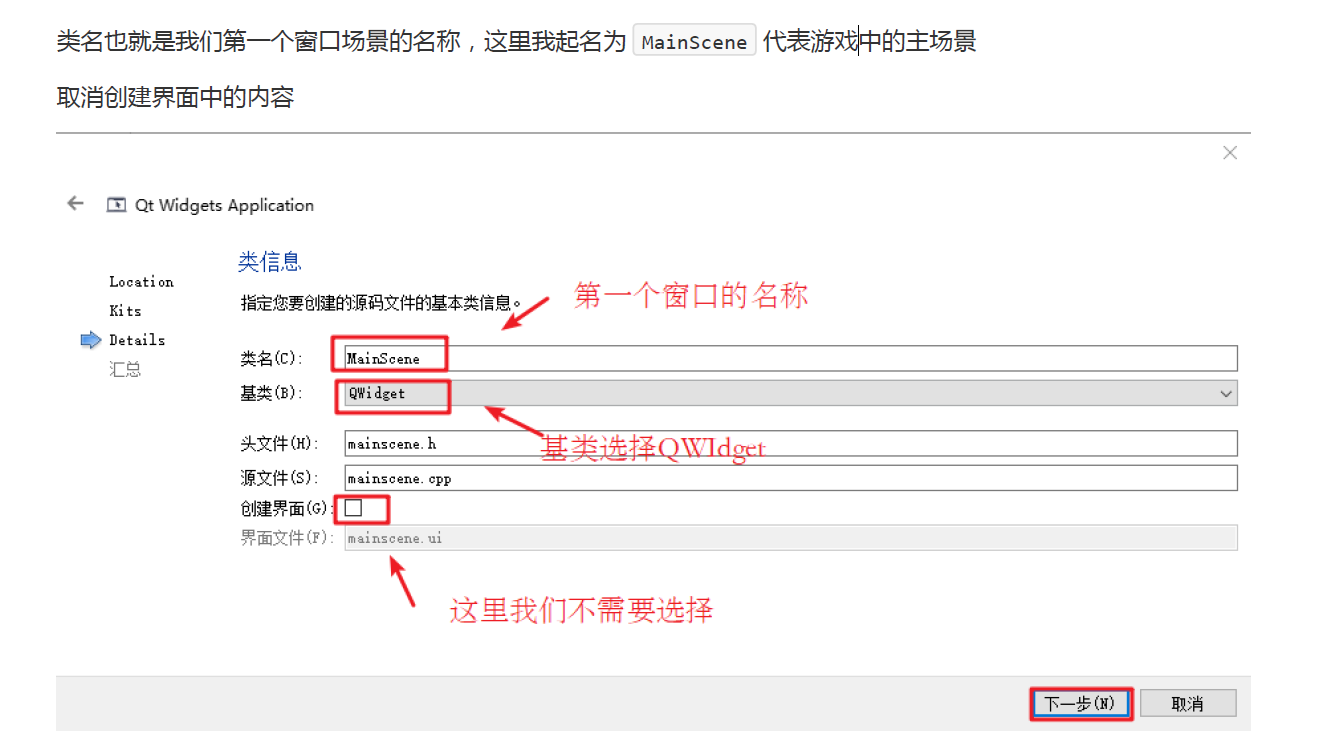 类名也就是我们第一个窗口场景的名称，这里我起名为 MainScene 代表游戏中的主场景
取消创建界面中的内容
Qt Widgets Application
类信息
Location
指定您要创建的源码文件的基本类信息。
第一个窗口的名称
Kits
Details
类名(C): MainScene
汇总
基类(B): QWidget
头文件(H): mainscene.h
基类选择QWIdget
源文件(S): mainscene.cpp
创建界面(G):
界面文件(F): mainscene.ui
这里我们不需要选择
下一步(N) 取消